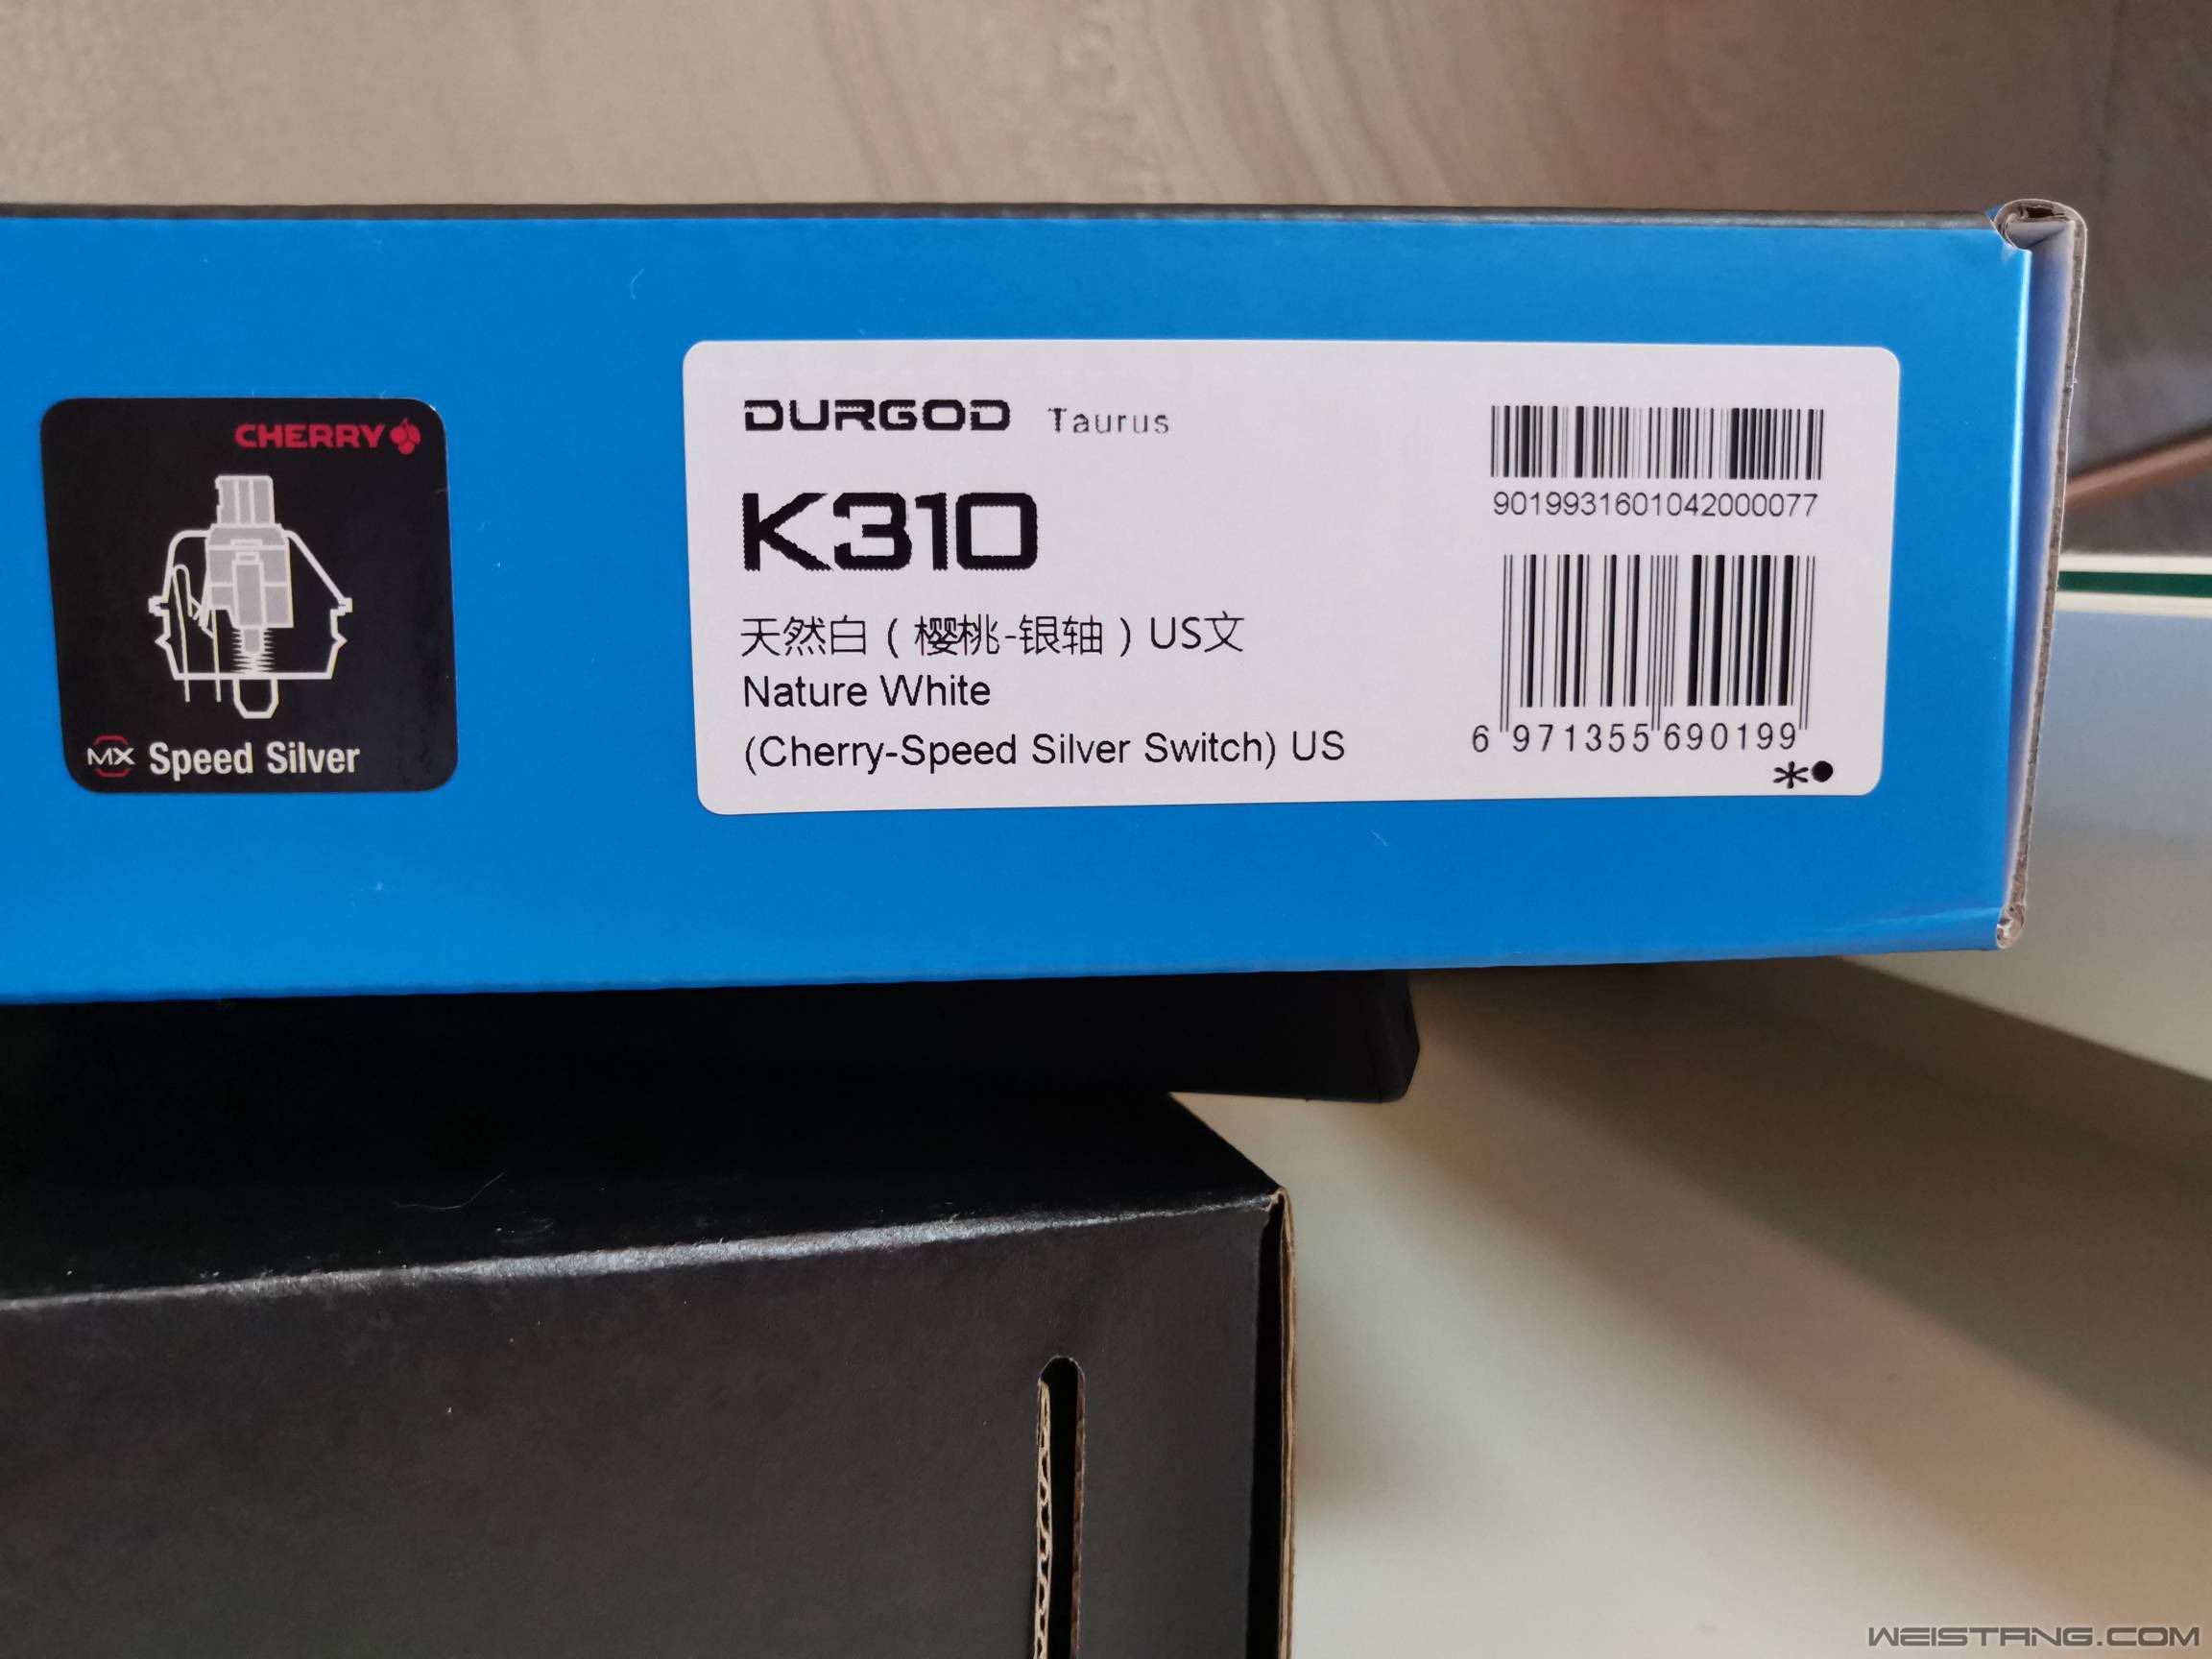 CHERRY
MX Speed Silver
DURGOD Taurus
K310
天然白（樱桃-银轴）US文
Nature White
(Cherry-Speed Silver Switch) US
9019931601042000077
6 971355 690199
*●
WEISTANG.COM